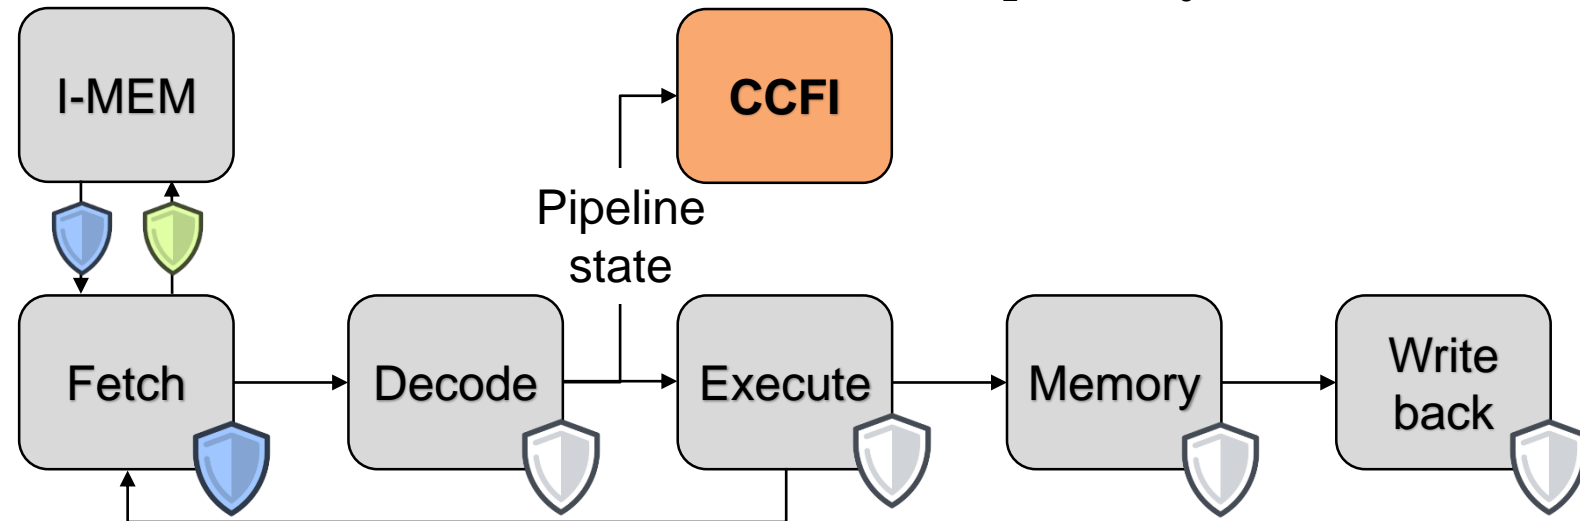 I-MEM
CCFI
Pipeline
state
Fetch
Decode
Execute
Memory
Write
back